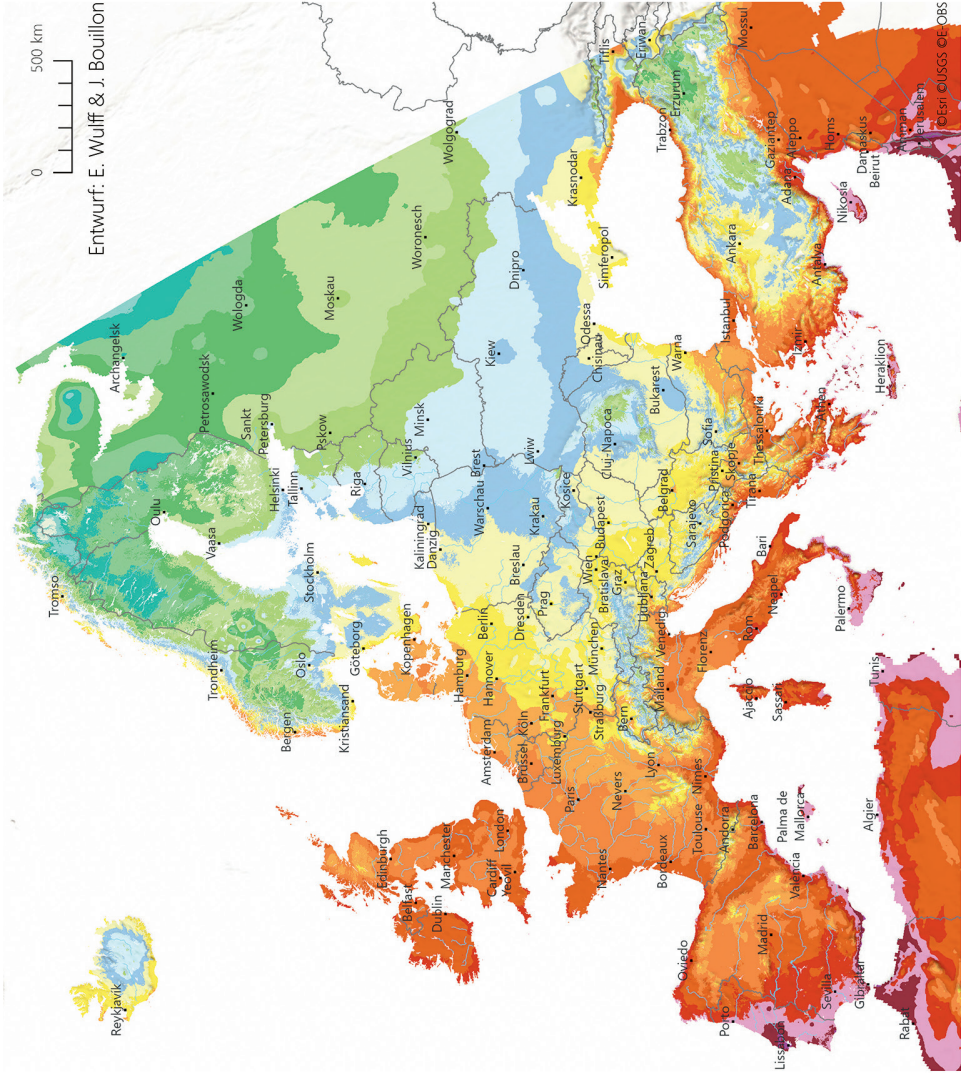 Entwurf: E. Wulff & J. Bouillon
0
500 km
Reykjavik
Tromsø
Archangelsk
Oulu
Petrosawodsk
Wologda
Vaasa
Trondheim
Sankt
Petersburg
Helsinki
Tallinn
Bergen
Oslo
Stockholm
Pskow
Moskau
Kristiansand
Göteborg
Riga
Edinburgh
Belfast
Dublin
Manchester
Kopenhagen
Kaliningrad
Danzig
Vilnius
Minsk
Woronesch
Wolgograd
Cardiff
Yeovil
London
Amsterdam
Hamburg
Hannover
Berlin
Warschau
Brest
Kiew
Brüssel
Köln
Frankfurt
Dresden
Breslau
Krakau
Lwiw
Dnipro
Luxemburg
Prag
Paris
Stuttgart
Straßburg
München
Wien
Bratislava
Kosice
Nantes
Nevers
Bern
Graz
Budapest
Cluj-Napoca
Chisinau
Odessa
Krasnodar
Simferopol
Lyon
Mailand
Venedig
Ljubljana
Zagreb
Belgrad
Bukarest
Bordeaux
Toulouse
Nîmes
Florenz
Sarajevo
Pristina
Sofia
Warna
Tiflis
Eriwan
Oviedo
Andorra
Barcelona
Ajaccio
Sassari
Rom
Neapel
Bari
Podgorica
Skopje
Tirana
Thessaloniki
Istanbul
Trabzon
Erzurum
Porto
Madrid
Valencia
Palma de
Mallorca
Ankara
Lissabon
Sevilla
Gibraltar
Palermo
Athen
Izmir
Antalya
Adana
Gaziantep
Aleppo
Mossul
Rabat
Algier
Tunis
Heraklion
Nikosia
Homs
Beirut
Damaskus
Amman
Jerusalem
©Esri ©USGS ©E-OBS